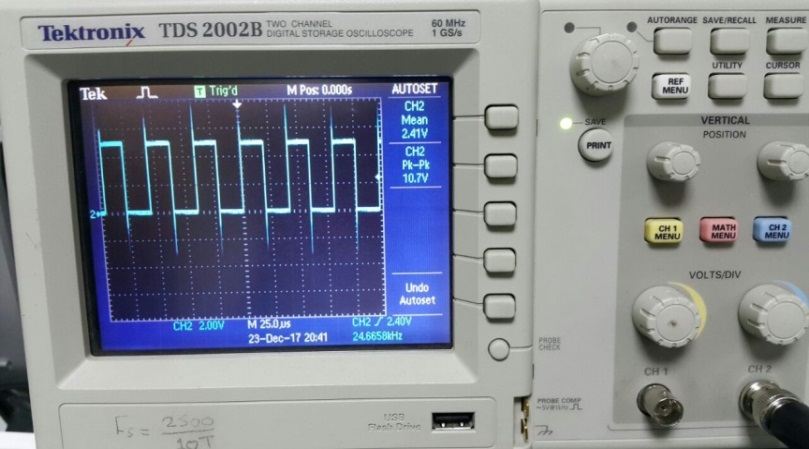 Tektronix TDS 2002B TWO CHANNEL DIGITAL STORAGE OSCILLOSCOPE
60 MHz
1 GS/s
Tek Trig'd M Pos: 0.000s AUTOSET
CH2
Mean
2.41V
CH2
Pk-Pk
10.7V
Undo
Autoset
2
CH2 2.00V M 25.0µs CH2 / 2.40V
23-Dec-17 20:41 24.6658kHz
AUTORANGE SAVE/RECALL MEASURE
REF MENU
UTILITY
CURSOR
SAVE
PRINT
VERTICAL
POSITION
CH 1 MENU
MATH MENU
CH 2 MENU
VOLTS/DIV
CH 1
CH 2
PROBE CHECK
PROBE COMP
~5V@1kHz
USB
Flash Drive
Fs = 2500
10T